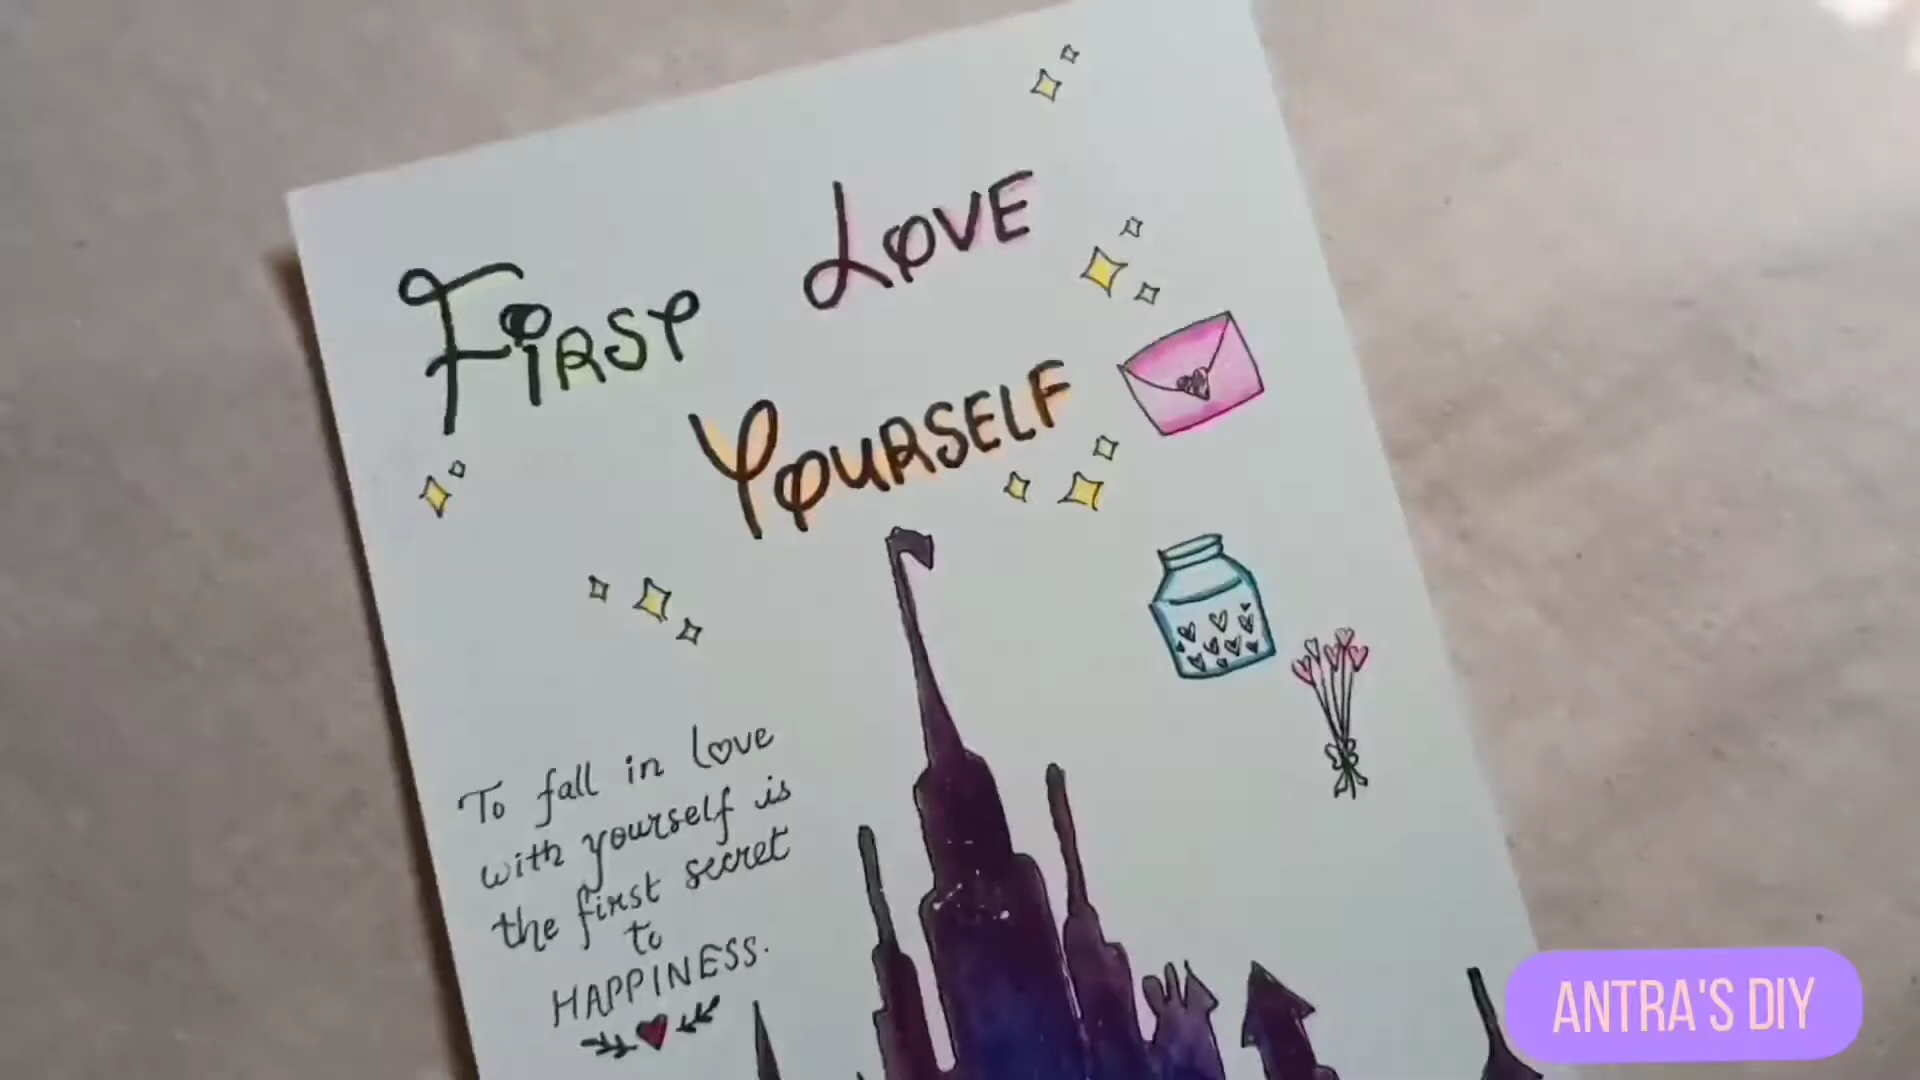 First Love
Yourself
To fall in love
with yourself is
the first secret
to
HAPPINESS.
ANTRA'S DIY